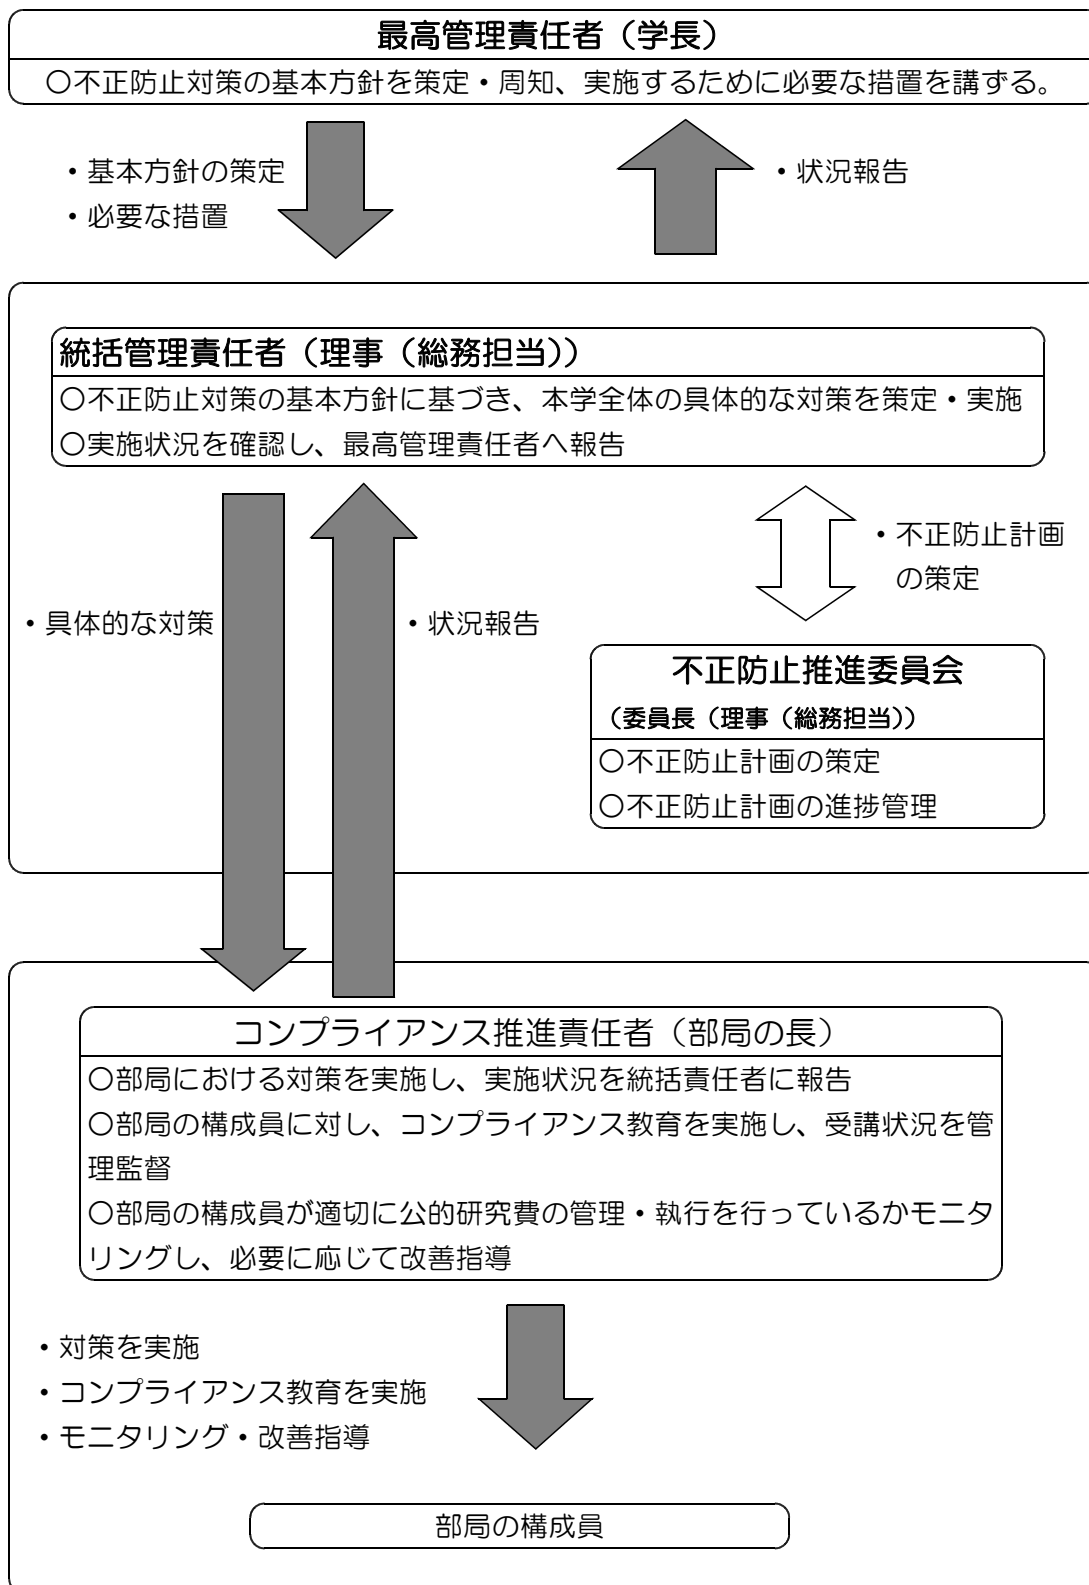 最高管理責任者（学長）
〇不正防止対策の基本方針を策定・周知、実施するために必要な措置を講ずる。
・基本方針の策定
・必要な措置
・状況報告
統括管理責任者（理事（総務担当））
〇不正防止対策の基本方針に基づき、本学全体の具体的な対策を策定・実施
〇実施状況を確認し、最高管理責任者へ報告
・不正防止計画
の策定
・具体的な対策
・状況報告
不正防止推進委員会
（委員長（理事（総務担当））
〇不正防止計画の策定
〇不正防止計画の進捗管理
コンプライアンス推進責任者（部局の長）
〇部局における対策を実施し、実施状況を統括責任者に報告
〇部局の構成員に対し、コンプライアンス教育を実施し、受講状況を管
理監督
〇部局の構成員が適切に公的研究費の管理・執行を行っているかモニタ
リングし、必要に応じて改善指導
・対策を実施
・コンプライアンス教育を実施
・モニタリング・改善指導
部局の構成員